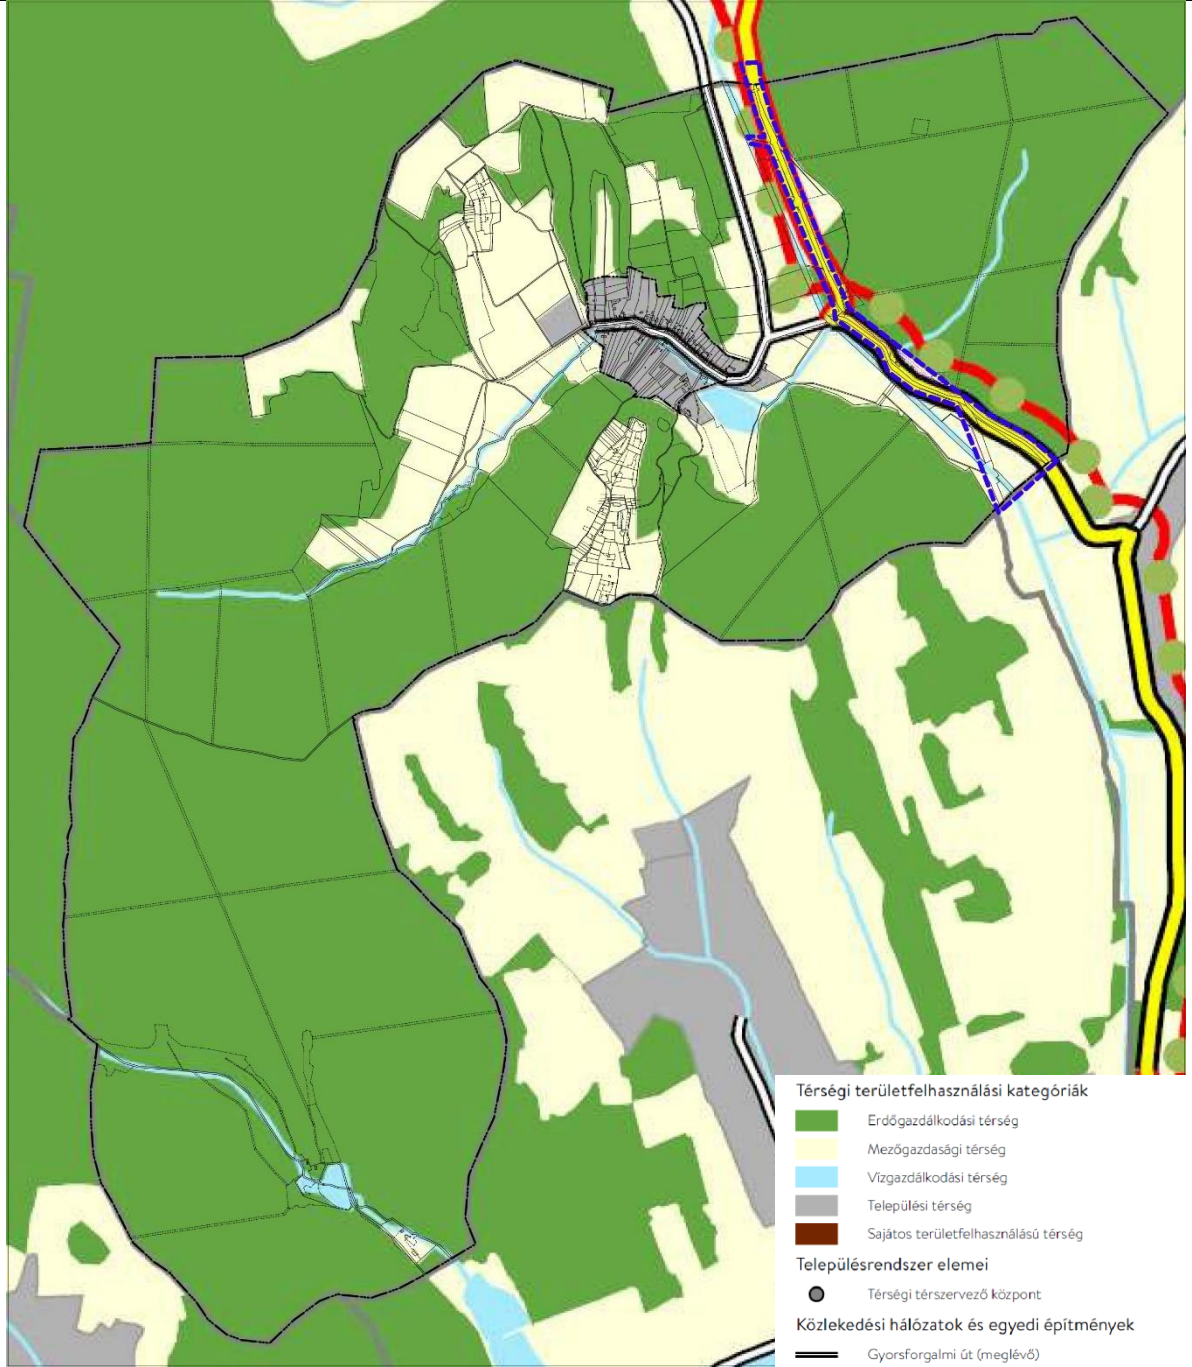 Térségi területfelhasználási kategóriák
Erdőgazdálkodási térség
Mezőgazdasági térség
Vízgazdálkodási térség
Települési térség
Sajátos területfelhasználású térség
Településrendszer elemei
Térségi térszervező központ
Közlekedési hálózatok és egyedi építmények
Gyorsforgalmi út (meglévő)